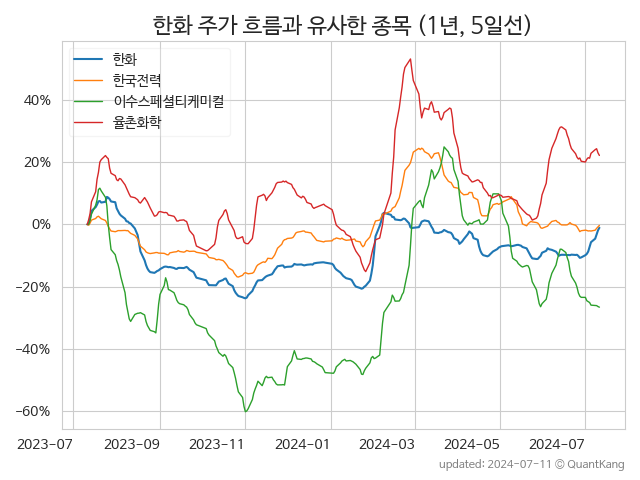 한화 주가 흐름과 유사한 종목 (1년, 5일선)
한화
한국전력
이수스페셜티케미컬
율촌화학
40%
20%
0%
−20%
−40%
−60%
2023-07 2023-09 2023-11 2024-01 2024-03 2024-05 2024-07
updated: 2024-07-11 © QuantKang